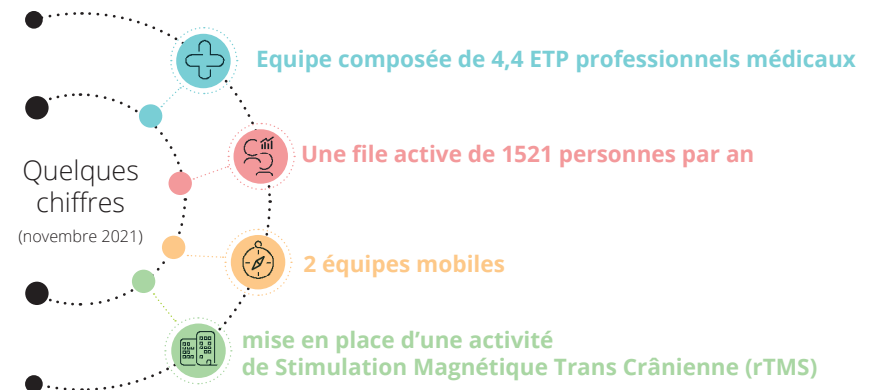 Equipe composée de 4,4 ETP professionnels médicaux
Une file active de 1521 personnes par an
Quelques
chiffres
(novembre 2021)
2 équipes mobiles
mise en place d’une activité
de Stimulation Magnétique Trans Crânienne (rTMS)